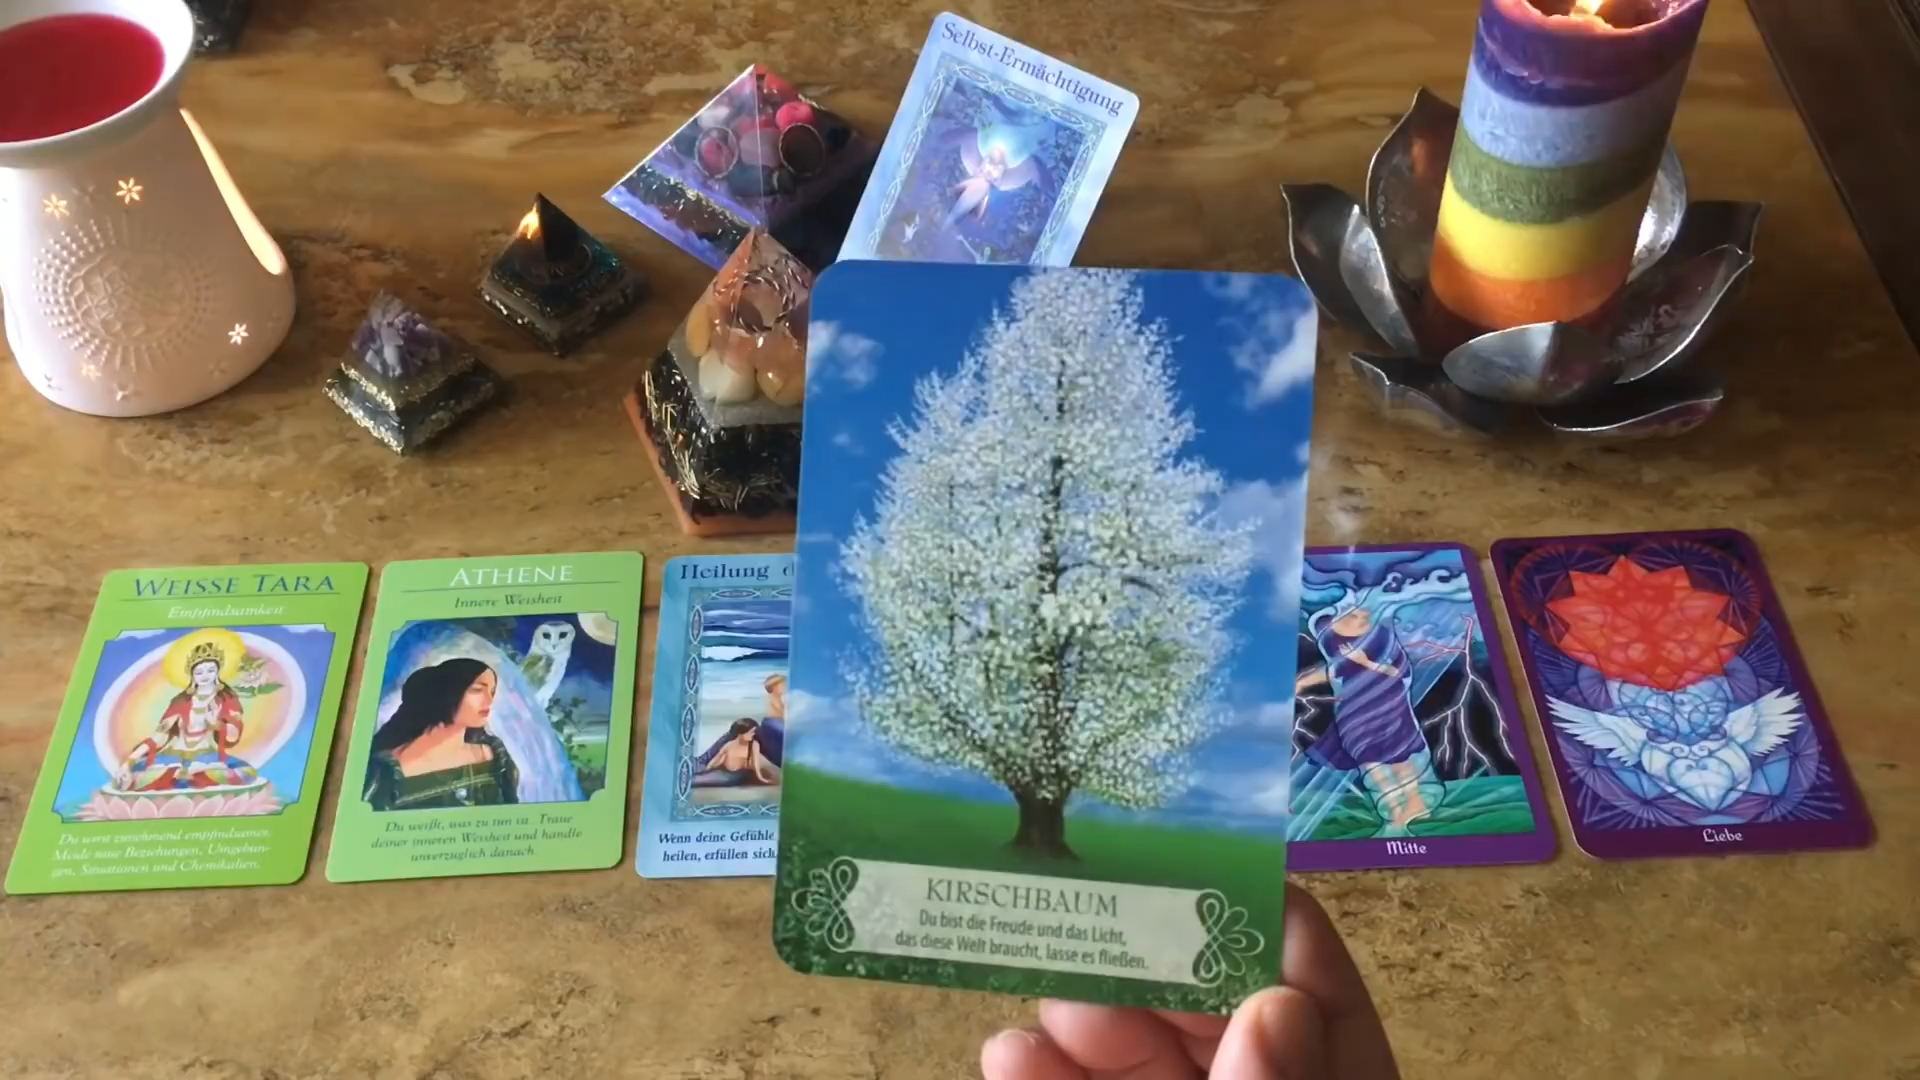 Selbst-Ermächtigung
WEISSE TARA
Empfindsamkeit
Du wirst zunehmend empfindsamer.
Meide raue Beziehungen, Umgebun-
gen, Situationen und Chemikalien.
ATHENE
Innere Weisheit
Du weißt, was zu tun ist. Traue
deiner inneren Weisheit und handle
unverzüglich danach.
Heilung
Wenn deine Gefühle
heilen, erfüllen sich
KIRSCHBAUM
Du bist die Freude und das Licht,
das diese Welt braucht, lasse es fließen.
Mitte
Liebe